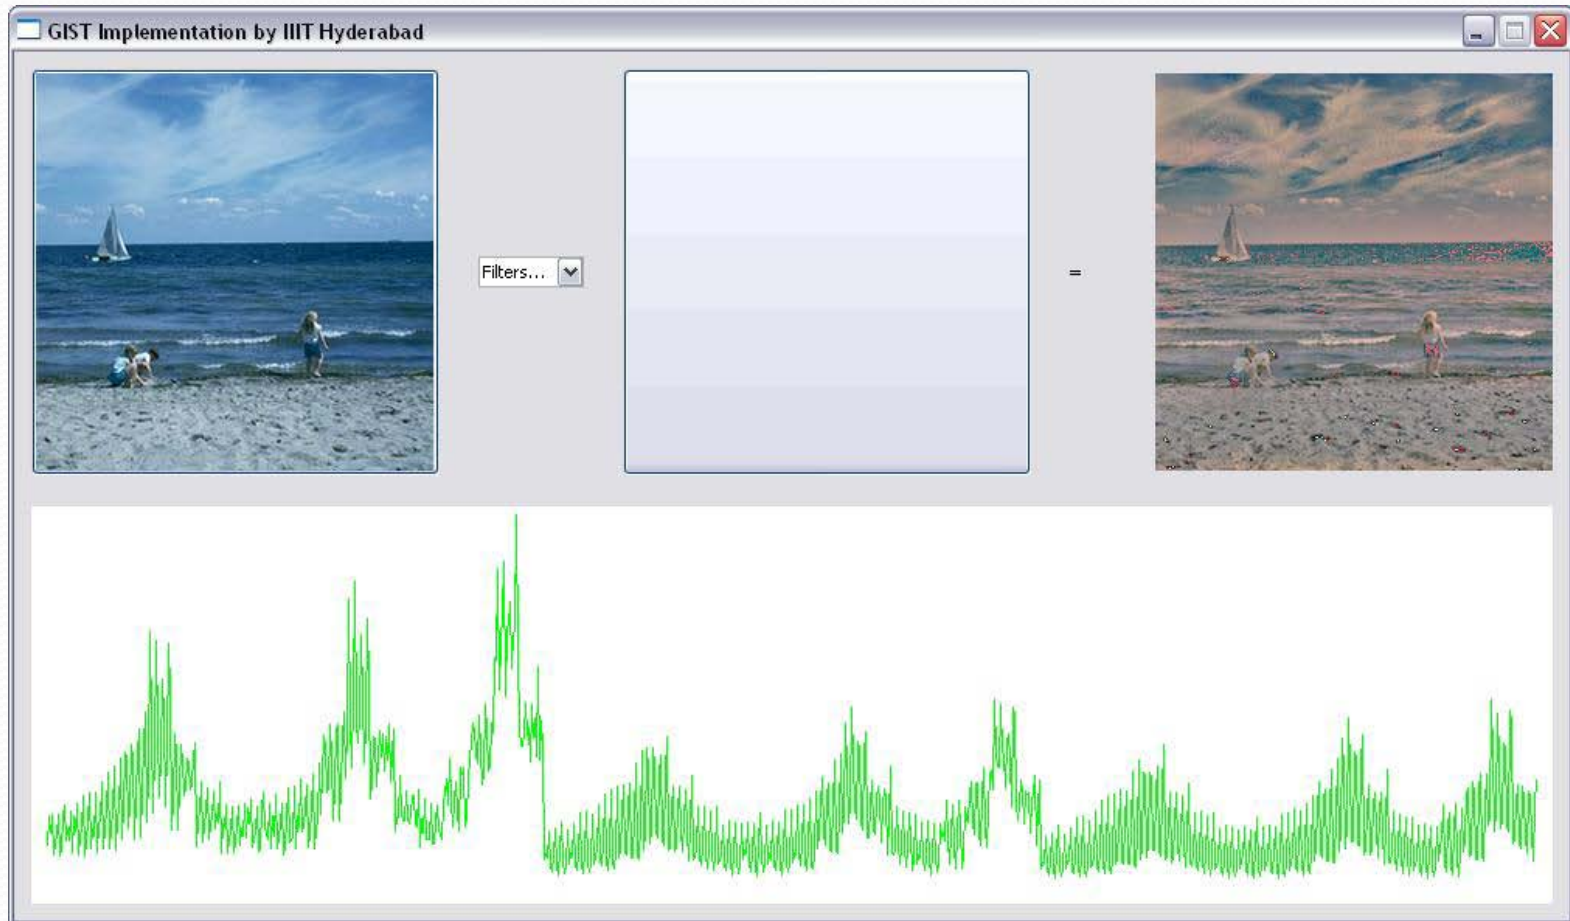 GIST Implementation by IIIT Hyderabad
Filters...
=